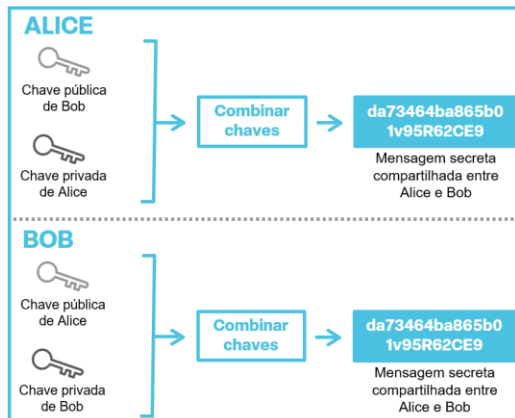 ALICE
Chave pública
de Bob
Chave privada
de Alice
Combinar
chaves
da73464ba865b0
1v95R62CE9
Mensagem secreta
compartilhada entre
Alice e Bob
BOB
Chave pública
de Alice
Chave privada
de Bob
Combinar
chaves
da73464ba865b0
1v95R62CE9
Mensagem secreta
compartilhada entre
Alice e Bob